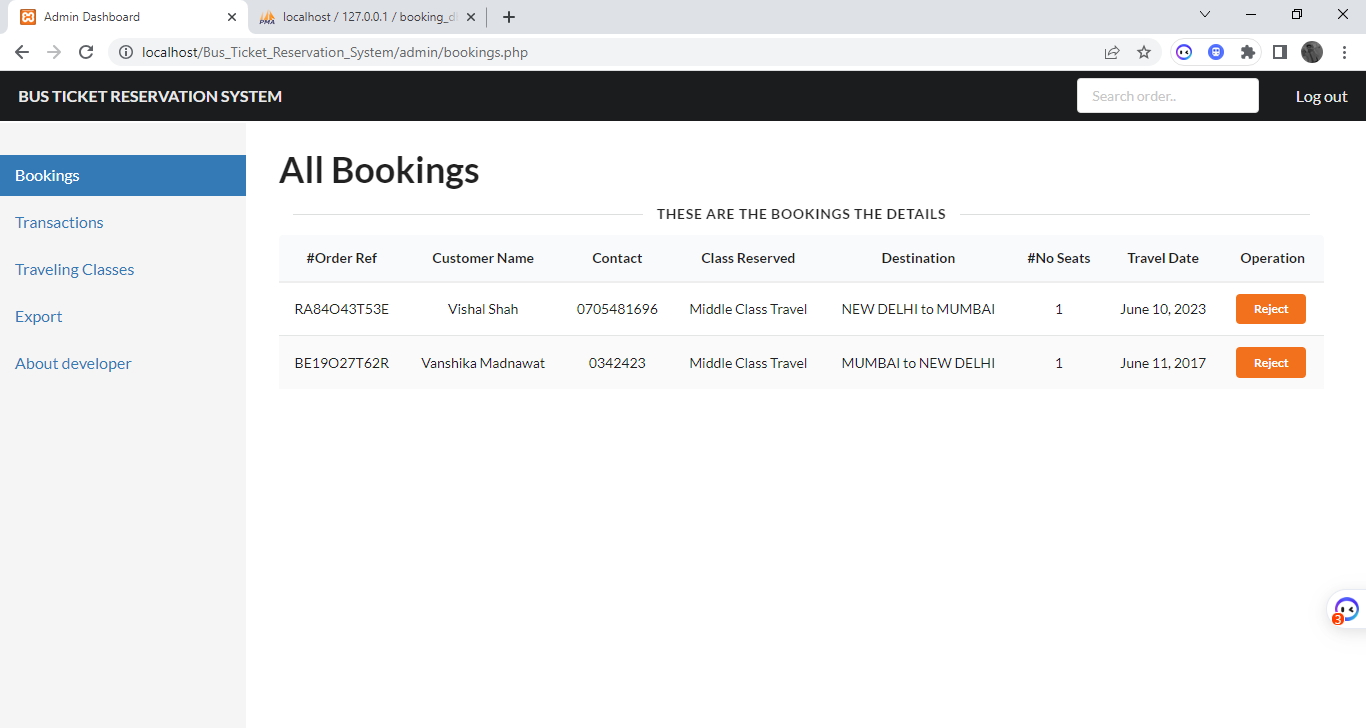 Admin Dashboard
localhost / 127.0.0.1 / booking_d
localhost/Bus_Ticket_Reservation_System/admin/bookings.php
BUS TICKET RESERVATION SYSTEM
Search order..
Log out
Bookings
Transactions
Traveling Classes
Export
About developer
All Bookings
THESE ARE THE BOOKINGS THE DETAILS
#Order Ref Customer Name Contact Class Reserved Destination #No Seats Travel Date Operation
RA84O43T53E Vishal Shah 0705481696 Middle Class Travel NEW DELHI to MUMBAI 1 June 10, 2023 Reject
BE19O27T62R Vanshika Madnawat 0342423 Middle Class Travel MUMBAI to NEW DELHI 1 June 11, 2017 Reject
3
PMA